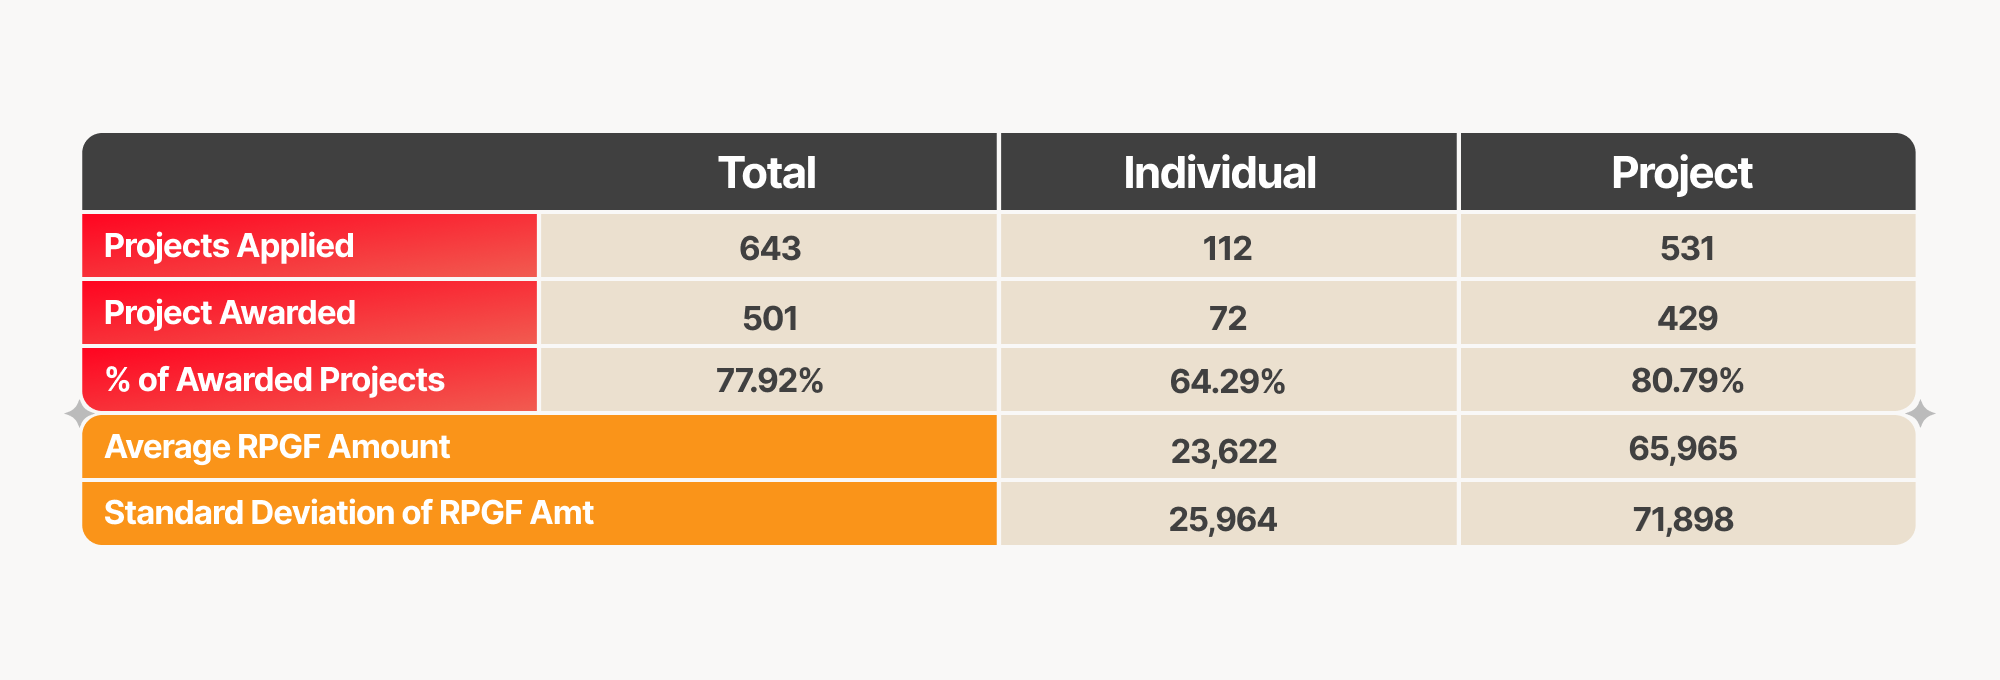 Total Individual Project
Projects Applied 643 112 531
Project Awarded 501 72 429
% of Awarded Projects 77.92% 64.29% 80.79%
Average RPGF Amount 23,622 65,965
Standard Deviation of RPGF Amt 25,964 71,898